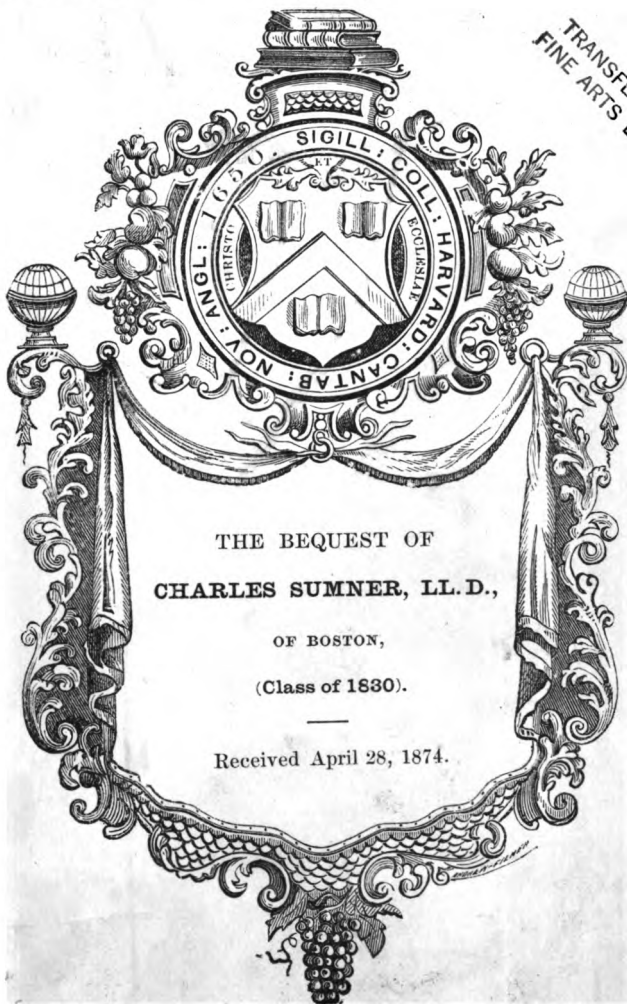 TRANSFE
FINE ARTS
SIGILL: COLL: HARVARD: CANTAB: NOV: ANGL: 1650.
CHRISTO
ET
ECCLESIAE
THE BEQUEST OF
CHARLES SUMNER, LL.D.,
OF BOSTON,
(Class of 1830).
Received April 28, 1874.